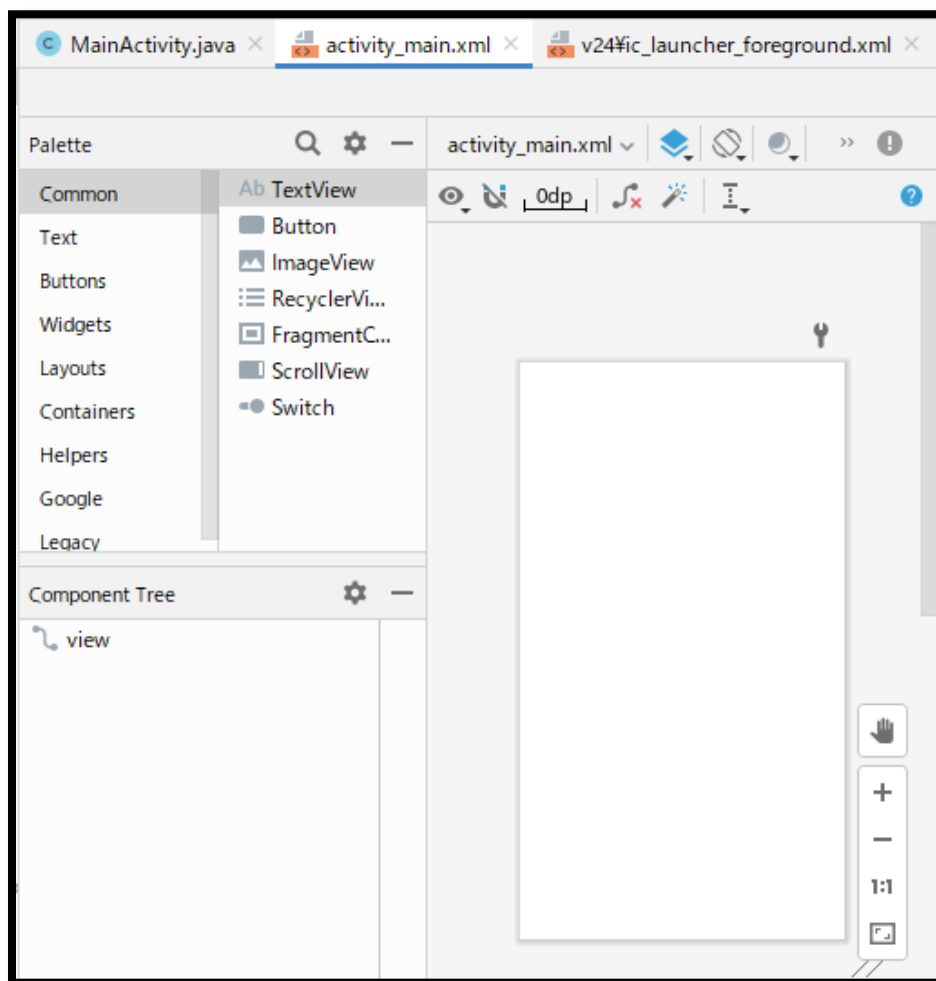 C MainActivity.java × activity_main.xml × v24¥ic_launcher_foreground.xml ×
Palette
activity_main.xml
Common
Text
Buttons
Widgets
Layouts
Containers
Helpers
Google
Legacy
Ab TextView
Button
ImageView
RecyclerVi...
FragmentC...
ScrollView
Switch
0dp
?
Component Tree
view
1:1